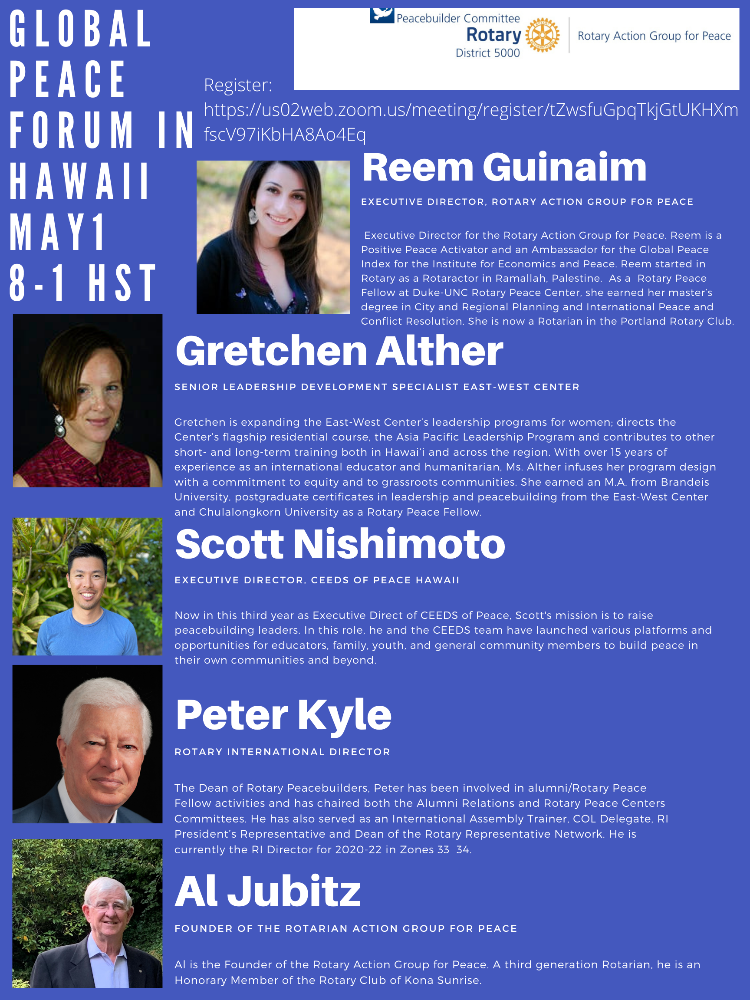 GLOBAL
PEACE
FORUM IN
HAWAII
MAY1
8-1 HST
Peacebuilder Committee
Rotary
District 5000
ROTARY
INTERNATIONAL
Rotary Action Group for Peace
Register:
https://us02web.zoom.us/meeting/register/tZwsfuGpqTkjGtUKHXm
fscV97iKbHA8Ao4Eq
Reem Guinaim
EXECUTIVE DIRECTOR, ROTARY ACTION GROUP FOR PEACE
Executive Director for the Rotary Action Group for Peace. Reem is a
Positive Peace Activator and an Ambassador for the Global Peace
Index for the Institute for Economics and Peace. Reem started in
Rotary as a Rotaractor in Ramallah, Palestine.  As a  Rotary Peace
Fellow at Duke-UNC Rotary Peace Center, she earned her master’s
degree in City and Regional Planning and International Peace and
Conflict Resolution. She is now a Rotarian in the Portland Rotary Club.
Gretchen Alther
SENIOR LEADERSHIP DEVELOPMENT SPECIALIST EAST-WEST CENTER
Gretchen is expanding the East-West Center’s leadership programs for women; directs the
Center’s flagship residential course, the Asia Pacific Leadership Program and contributes to other
short- and long-term training both in Hawai‘i and across the region. With over 15 years of
experience as an international educator and humanitarian, Ms. Alther infuses her program design
with a commitment to equity and to grassroots communities. She earned an M.A. from Brandeis
University, postgraduate certificates in leadership and peacebuilding from the East-West Center
and Chulalongkorn University as a Rotary Peace Fellow.
Scott Nishimoto
EXECUTIVE DIRECTOR, CEEDS OF PEACE HAWAII
Now in this third year as Executive Direct of CEEDS of Peace, Scott's mission is to raise
peacebuilding leaders. In this role, he and the CEEDS team have launched various platforms and
opportunities for educators, family, youth, and general community members to build peace in
their own communities and beyond.
Peter Kyle
ROTARY INTERNATIONAL DIRECTOR
The Dean of Rotary Peacebuilders, Peter has been involved in alumni/Rotary Peace
Fellow activities and has chaired both the Alumni Relations and Rotary Peace Centers
Committees. He has also served as an International Assembly Trainer, COL Delegate, RI
President’s Representative and Dean of the Rotary Representative Network. He is
currently the RI Director for 2020-22 in Zones 33  34.
Al Jubitz
FOUNDER OF THE ROTARIAN ACTION GROUP FOR PEACE
Al is the Founder of the Rotary Action Group for Peace. A third generation Rotarian, he is an
Honorary Member of the Rotary Club of Kona Sunrise.